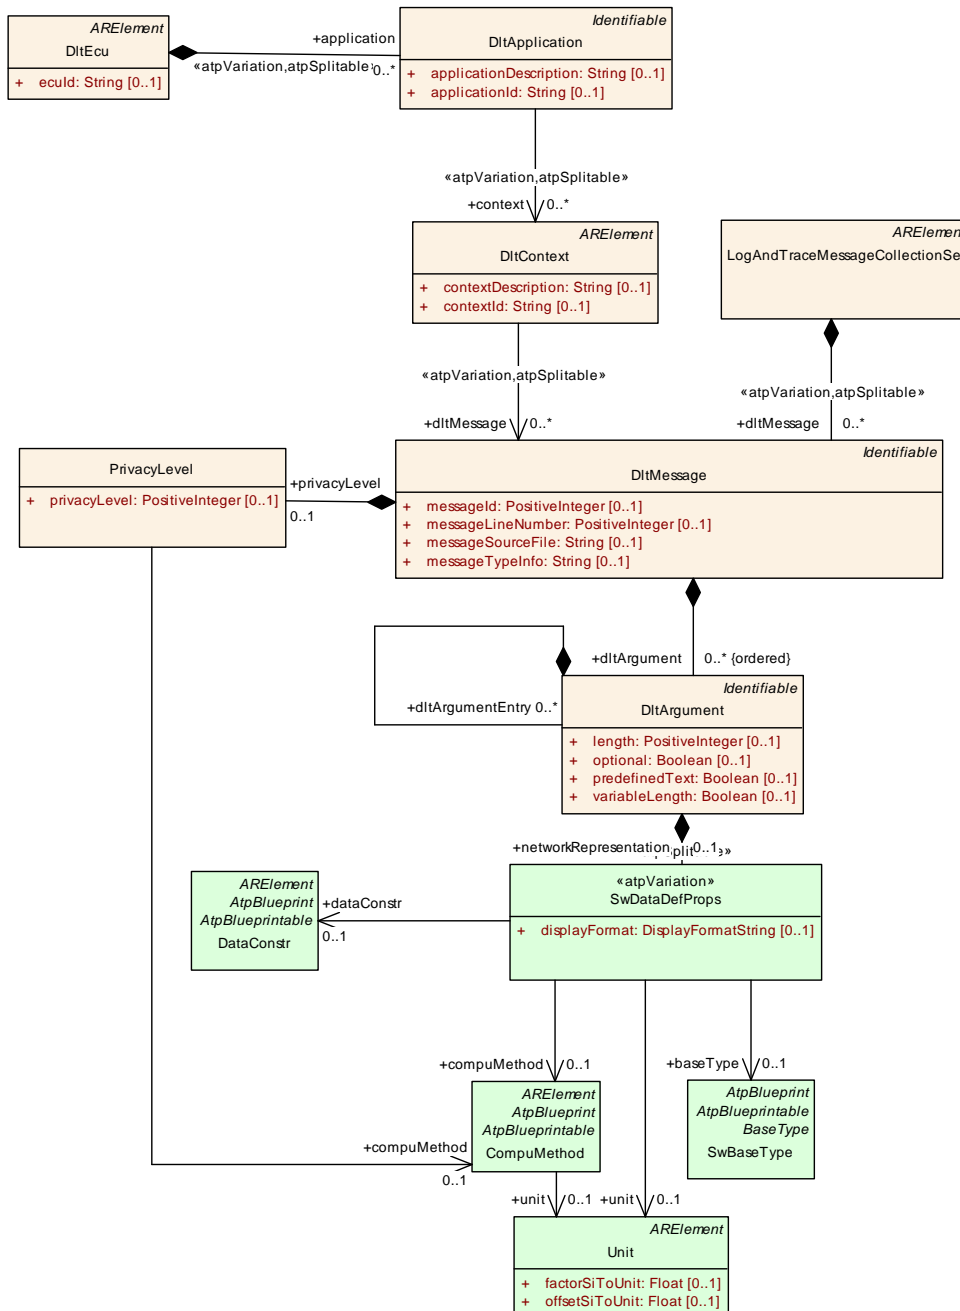 ARElement
DltEcu
+ ecuId: String [0..1]
+application
«atpVariation,atpSplitable»
0..*
Identifiable
DltApplication
+ applicationDescription: String [0..1]
+ applicationId: String [0..1]
«atpVariation,atpSplitable»
+context 0..*
ARElement
DltContext
+ contextDescription: String [0..1]
+ contextId: String [0..1]
ARElement
LogAndTraceMessageCollectionSe
«atpVariation,atpSplitable»
+dltMessage 0..*
«atpVariation,atpSplitable»
+dltMessage 0..*
PrivacyLevel
+ privacyLevel: PositiveInteger [0..1]
+privacyLevel
0..1
Identifiable
DltMessage
+ messageId: PositiveInteger [0..1]
+ messageLineNumber: PositiveInteger [0..1]
+ messageSourceFile: String [0..1]
+ messageTypeInfo: String [0..1]
+dltArgument 0..* {ordered}
+dltArgumentEntry 0..*
Identifiable
DltArgument
+ length: PositiveInteger [0..1]
+ optional: Boolean [0..1]
+ predefinedText: Boolean [0..1]
+ variableLength: Boolean [0..1]
+networkRepresentation 0..1
«atpVariation»
SwDataDefProps
+ displayFormat: DisplayFormatString [0..1]
ARElement
AtpBlueprint
AtpBlueprintable
DataConstr
+dataConstr
0..1
+compuMethod 0..1
+baseType 0..1
ARElement
AtpBlueprint
AtpBlueprintable
CompuMethod
+compuMethod
0..1
AtpBlueprint
AtpBlueprintable
BaseType
SwBaseType
+unit 0..1
+unit 0..1
ARElement
Unit
+ factorSiToUnit: Float [0..1]
+ offsetSiToUnit: Float [0..1]